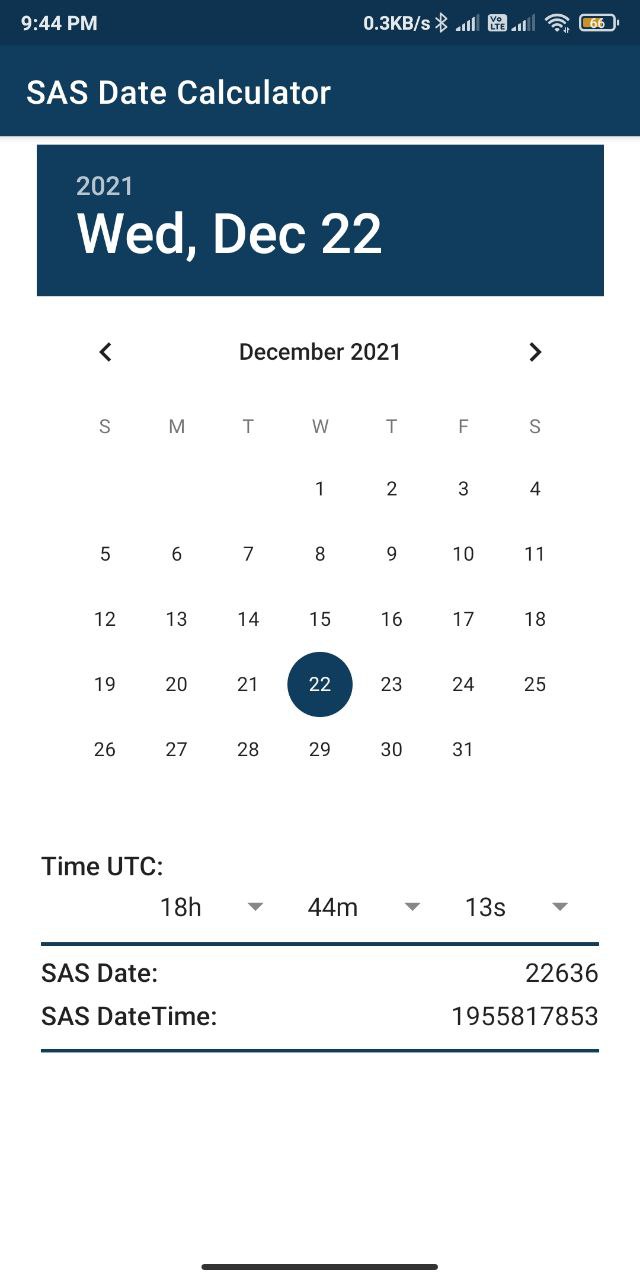 9:44 PM 0.3KB/s Vo LTE 66
SAS Date Calculator
2021
Wed, Dec 22
December 2021
S M T W T F S
1 2 3 4
5 6 7 8 9 10 11
12 13 14 15 16 17 18
19 20 21 22 23 24 25
26 27 28 29 30 31
Time UTC:
18h 44m 13s
SAS Date: 22636
SAS DateTime: 1955817853